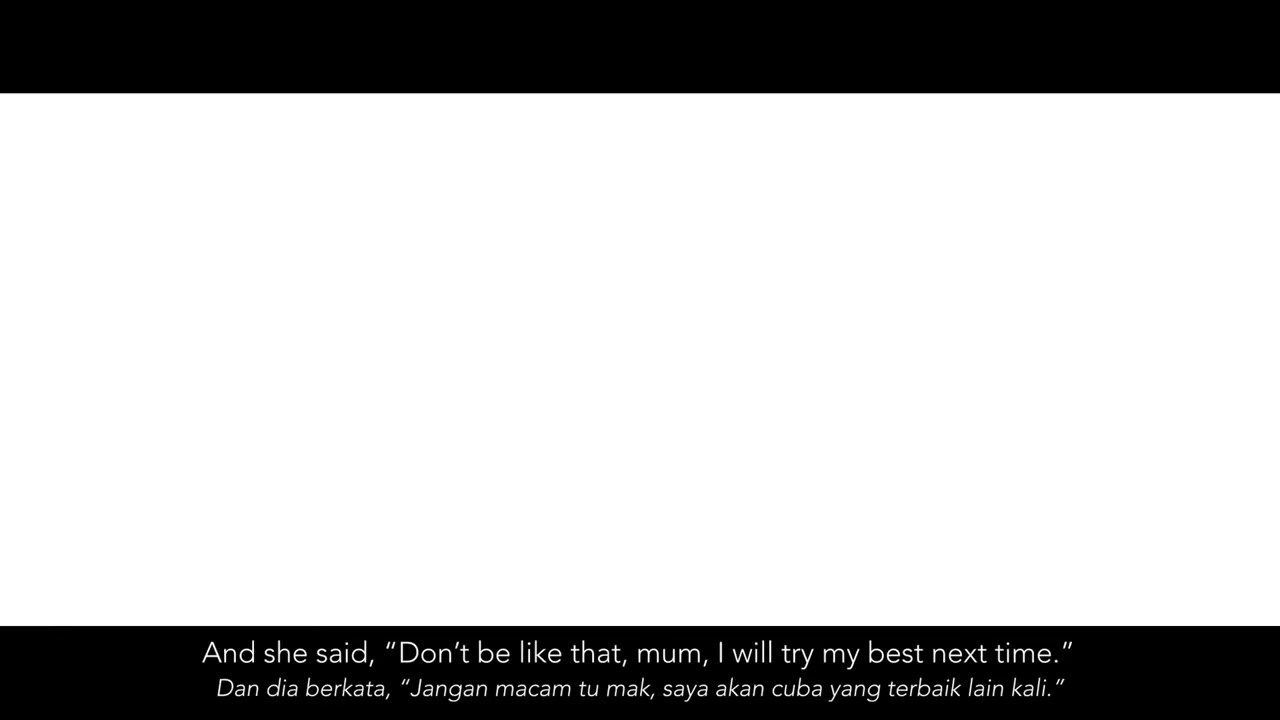 And she said, “Don’t be like that, mum, I will try my best next time.”
Dan dia berkata, “Jangan macam tu mak, saya akan cuba yang terbaik lain kali.”